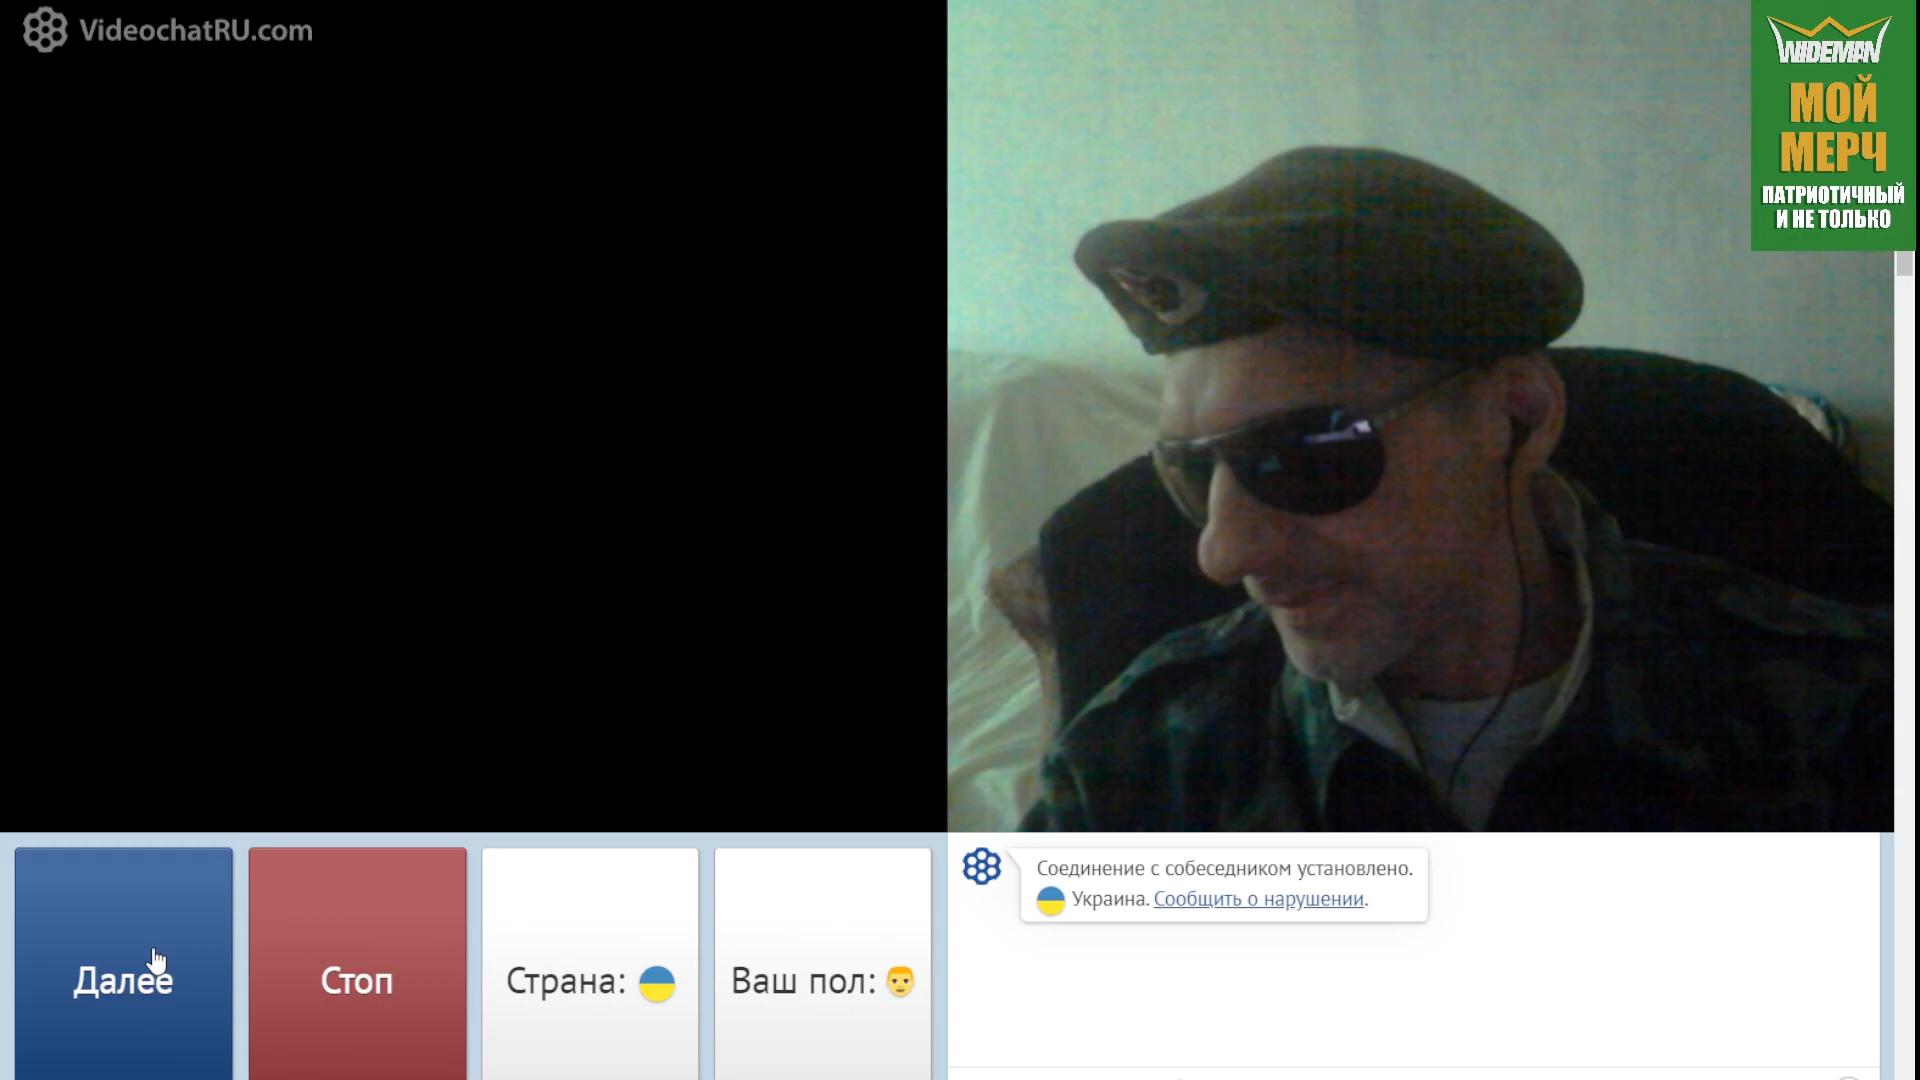 VideochatRU.com
WIDEMAN
МОЙ
МЕРЧ
ПАТРИОТИЧНЫЙ
И НЕ ТОЛЬКО
Соединение с собеседником установлено.
Украина. Сообщить о нарушении.
Далее
Стоп
Страна:
Ваш пол: